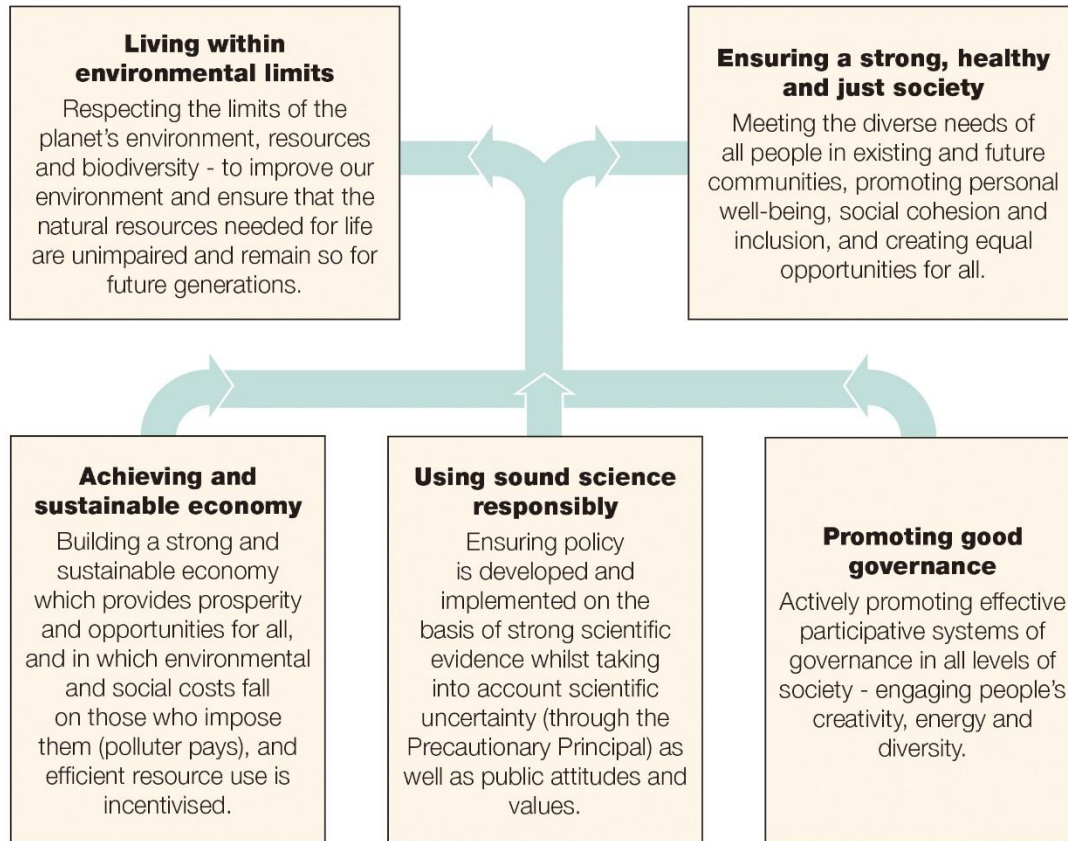 Living within
environmental limits
Respecting the limits of the
planet's environment, resources
and biodiversity - to improve our
environment and ensure that the
natural resources needed for life
are unimpaired and remain so for
future generations.
Ensuring a strong, healthy
and just society
Meeting the diverse needs of
all people in existing and future
communities, promoting personal
well-being, social cohesion and
inclusion, and creating equal
opportunities for all.
Achieving and
sustainable economy
Building a strong and
sustainable economy
which provides prosperity
and opportunities for all,
and in which environmental
and social costs fall
on those who impose
them (polluter pays), and
efficient resource use is
incentivised.
Using sound science
responsibly
Ensuring policy
is developed and
implemented on the
basis of strong scientific
evidence whilst taking
into account scientific
uncertainty (through the
Precautionary Principal) as
well as public attitudes and
values.
Promoting good
governance
Actively promoting effective
participative systems of
governance in all levels of
society - engaging people's
creativity, energy and
diversity.